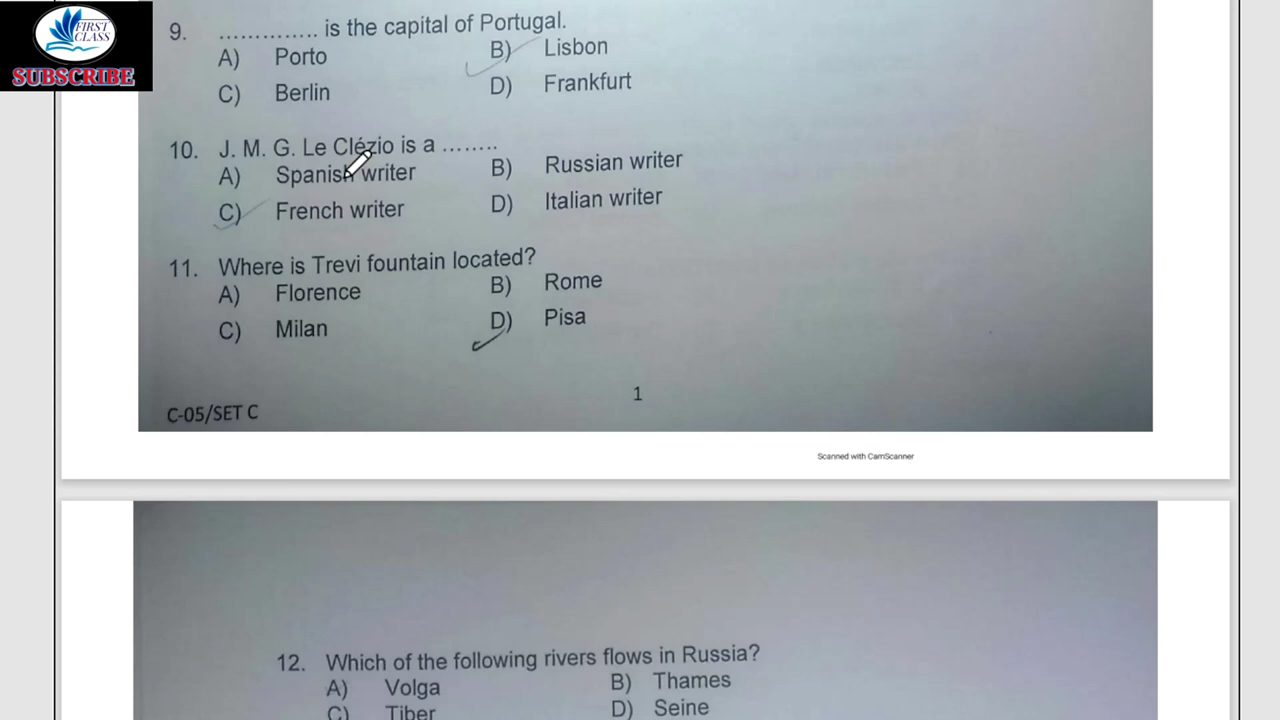 FIRST
CLASS
SUBSCRIBE
9. .............. is the capital of Portugal.
A) Porto B) Lisbon
C) Berlin D) Frankfurt
10. J. M. G. Le Clézio is a ........
A) Spanish writer B) Russian writer
C) French writer D) Italian writer
11. Where is Trevi fountain located?
A) Florence B) Rome
C) Milan D) Pisa
1
C-05/SET C
Scanned with CamScanner
12. Which of the following rivers flows in Russia?
A) Volga B) Thames
C) Tiber D) Seine